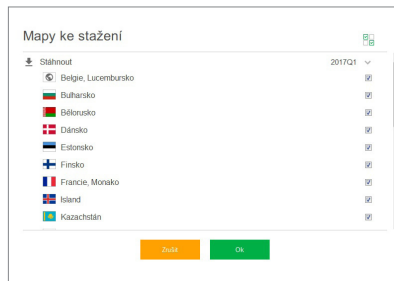 Mapy ke stažení
Stáhnout 2017Q1
Belgie, Lucembursko
Bulharsko
Bělorusko
Dánsko
Estonsko
Finsko
Francie, Monako
Island
Kazachstán
Zrušit Ok